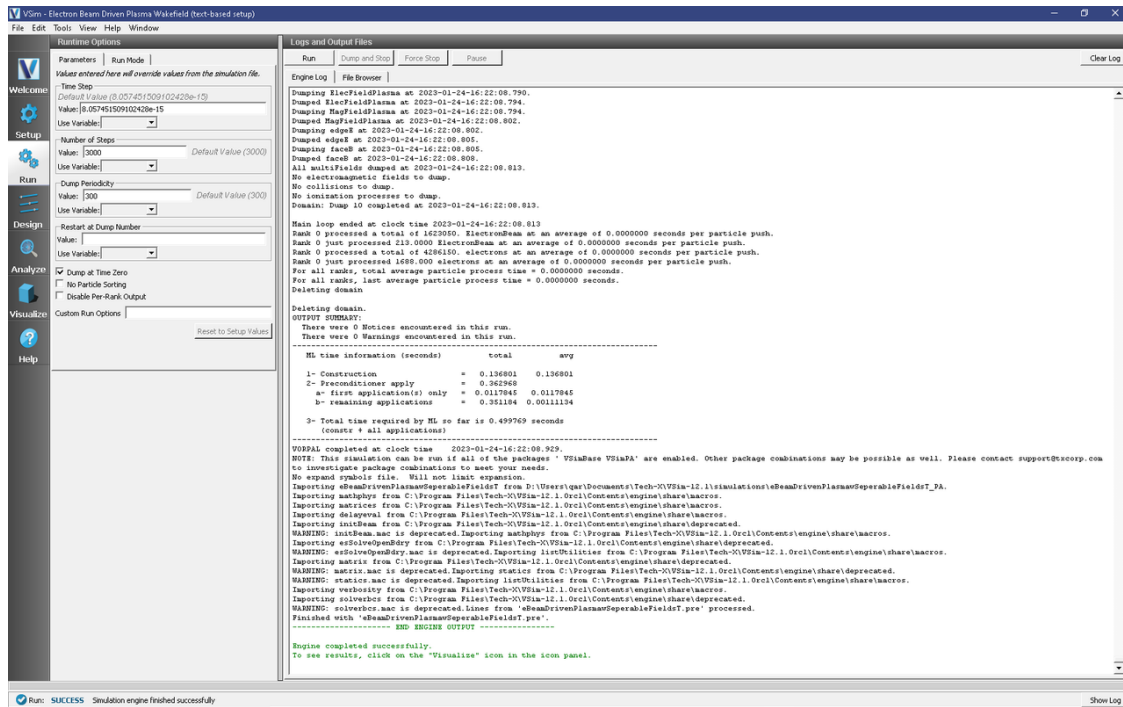 VSim - Electron Beam Driven Plasma Wakefield (text-based setup)
File Edit Tools View Help Window
Welcome
Setup
Run
Design
Analyze
Visualize
Help
Runtime Options
Parameters Run Mode
Values entered here will override values from the simulation file.
Time Step
Default Value (8.057451509102428e-15)
Value: 8.057451509102428e-15
Use Variable:
Number of Steps
Value: 3000 Default Value (3000)
Use Variable:
Dump Periodicity
Value: 300 Default Value (300)
Use Variable:
Restart at Dump Number
Value:
Use Variable:
Dump at Time Zero
No Particle Sorting
Disable Per-Rank Output
Custom Run Options
Reset to Setup Values
Logs and Output Files
Run Dump and Stop Force Stop Pause Clear Log
Engine Log File Browser
Dumping ElecFieldPlasma at 2023-01-24-16:22:08.790.
Dumped ElecFieldPlasma at 2023-01-24-16:22:08.794.
Dumping MagFieldPlasma at 2023-01-24-16:22:08.794.
Dumped MagFieldPlasma at 2023-01-24-16:22:08.802.
Dumping edgeE at 2023-01-24-16:22:08.802.
Dumped edgeE at 2023-01-24-16:22:08.805.
Dumping faceB at 2023-01-24-16:22:08.805.
Dumped faceB at 2023-01-24-16:22:08.808.
All multiFields dumped at 2023-01-24-16:22:08.813.
No electromagnetic fields to dump.
No collisions to dump.
No ionization processes to dump.
Domain: Dump 10 completed at 2023-01-24-16:22:08.813.
Main loop ended at clock time 2023-01-24-16:22:08.813
Rank 0 processed a total of 1623050. ElectronBeam at an average of 0.0000000 seconds per particle push.
Rank 0 just processed 213.0000 ElectronBeam at an average of 0.0000000 seconds per particle push.
Rank 0 processed a total of 4286150. electrons at an average of 0.0000000 seconds per particle push.
Rank 0 just processed 1688.000 electrons at an average of 0.0000000 seconds per particle push.
For all ranks, total average particle process time = 0.0000000 seconds.
For all ranks, last average particle process time = 0.0000000 seconds.
Deleting domain
Deleting domain.
OUTPUT SUMMARY:
There were 0 Notices encountered in this run.
There were 0 Warnings encountered in this run.
------------------------------------------------------------------------
ML time information (seconds) total avg
1- Construction = 0.136801 0.136801
2- Preconditioner apply = 0.362968
a- first application(s) only = 0.0117845 0.0117845
b- remaining applications = 0.351184 0.00111134
3- Total time required by ML so far is 0.499769 seconds
(constr + all applications)
------------------------------------------------------------------------
VORPAL completed at clock time 2023-01-24-16:22:08.929.
NOTE: This simulation can be run if all of the packages ' VSimBase VSimPA' are enabled. Other package combinations may be possible as well. Please contact support@txcorp.com
to investigate package combinations to meet your needs.
No expand symbols file. Will not limit expansion.
Importing eBeamDrivenPlasmawSeperableFieldsT from D:\Users\qar\Documents\Tech-X\VSim-12.1\simulations\eBeamDrivenPlasmawSeperableFieldsT_PA.
Importing mathphys from C:\Program Files\Tech-X\VSim-12.1.0rc1\Contents\engine\share\macros.
Importing matrices from C:\Program Files\Tech-X\VSim-12.1.0rc1\Contents\engine\share\macros.
Importing delayeval from C:\Program Files\Tech-X\VSim-12.1.0rc1\Contents\engine\share\macros.
Importing initBeam from C:\Program Files\Tech-X\VSim-12.1.0rc1\Contents\engine\share\deprecated.
WARNING: initBeam.mac is deprecated.Importing mathphys from C:\Program Files\Tech-X\VSim-12.1.0rc1\Contents\engine\share\macros.
Importing esSolveOpenBdry from C:\Program Files\Tech-X\VSim-12.1.0rc1\Contents\engine\share\deprecated.
WARNING: esSolveOpenBdry.mac is deprecated.Importing listUtilities from C:\Program Files\Tech-X\VSim-12.1.0rc1\Contents\engine\share\macros.
Importing matrix from C:\Program Files\Tech-X\VSim-12.1.0rc1\Contents\engine\share\deprecated.
WARNING: matrix.mac is deprecated.Importing statics from C:\Program Files\Tech-X\VSim-12.1.0rc1\Contents\engine\share\deprecated.
WARNING: statics.mac is deprecated.Importing listUtilities from C:\Program Files\Tech-X\VSim-12.1.0rc1\Contents\engine\share\macros.
Importing verbosity from C:\Program Files\Tech-X\VSim-12.1.0rc1\Contents\engine\share\macros.
Importing solverbcs from C:\Program Files\Tech-X\VSim-12.1.0rc1\Contents\engine\share\deprecated.
WARNING: solverbcs.mac is deprecated.Lines from 'eBeamDrivenPlasmawSeperableFieldsT.pre' processed.
Finished with 'eBeamDrivenPlasmawSeperableFieldsT.pre'.
-------------------- END ENGINE OUTPUT ---------------
Engine completed successfully.
To see results, click on the "Visualize" icon in the icon panel.
Run: SUCCESS Simulation engine finished successfully Show Log